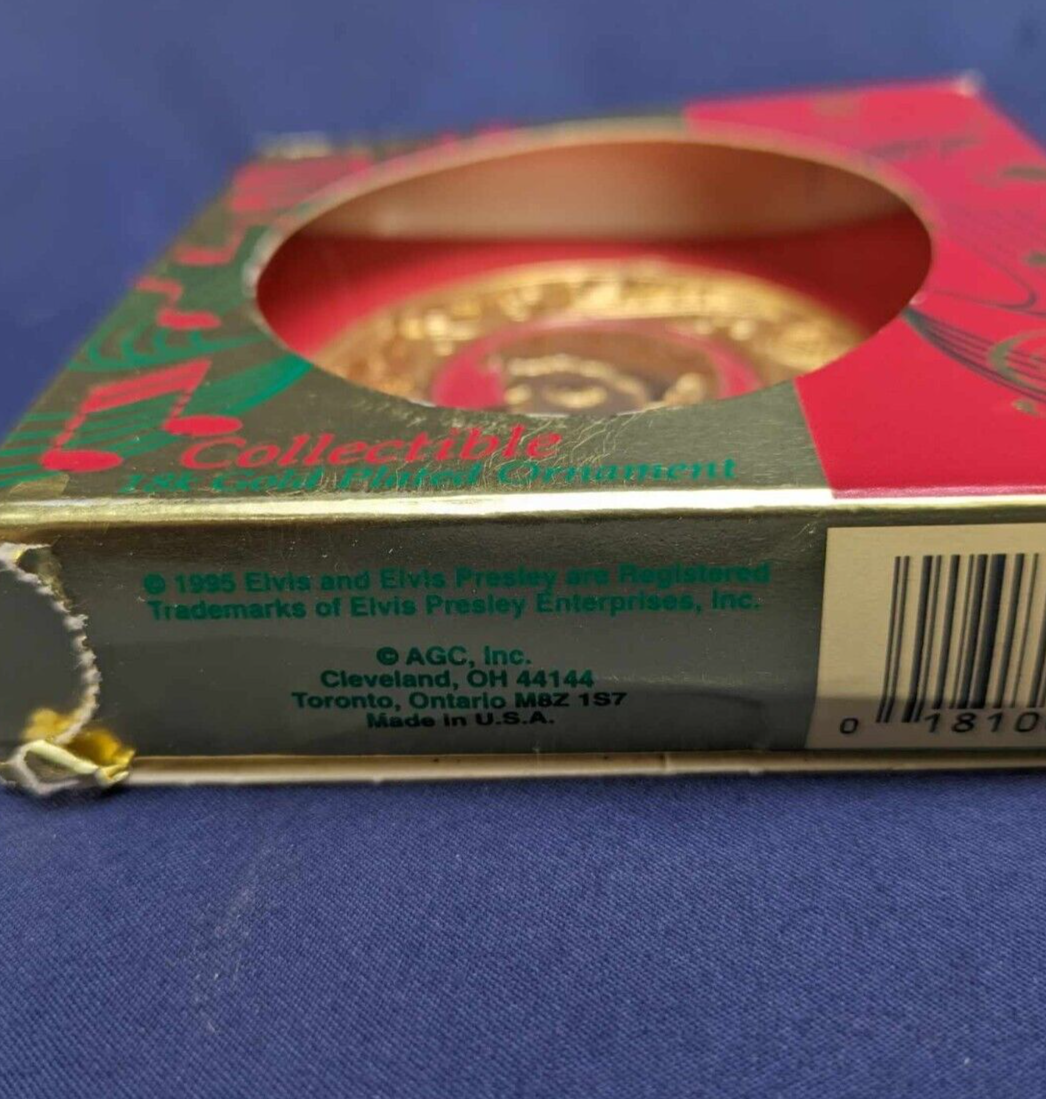 Collectible
18k Gold Plated Ornament
© 1995 Elvis and Elvis Presley are Registered
Trademarks of Elvis Presley Enterprises, Inc.
© AGC, Inc.
Cleveland, OH 44144
Toronto, Ontario M8Z 1S7
Made in U.S.A.
0 1810